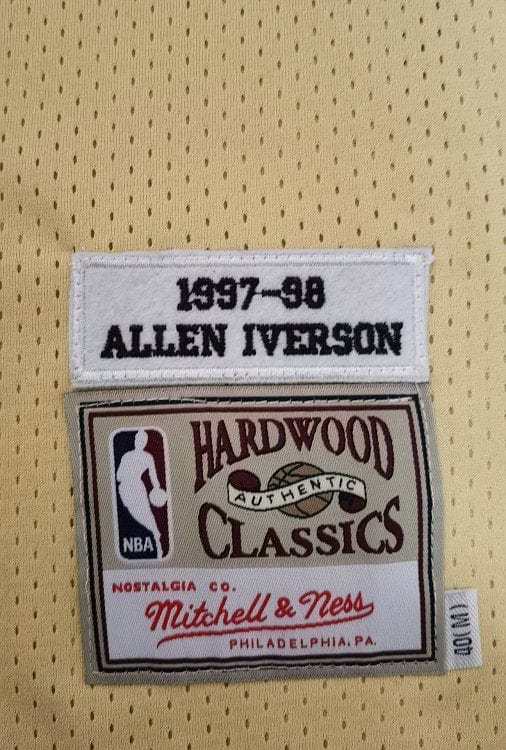 1997-98
ALLEN IVERSON
HARDWOOD
AUTHENTIC
CLASSICS
NBA
NOSTALGIA CO.
Mitchell & Ness
PHILADELPHIA, PA.
40(M)